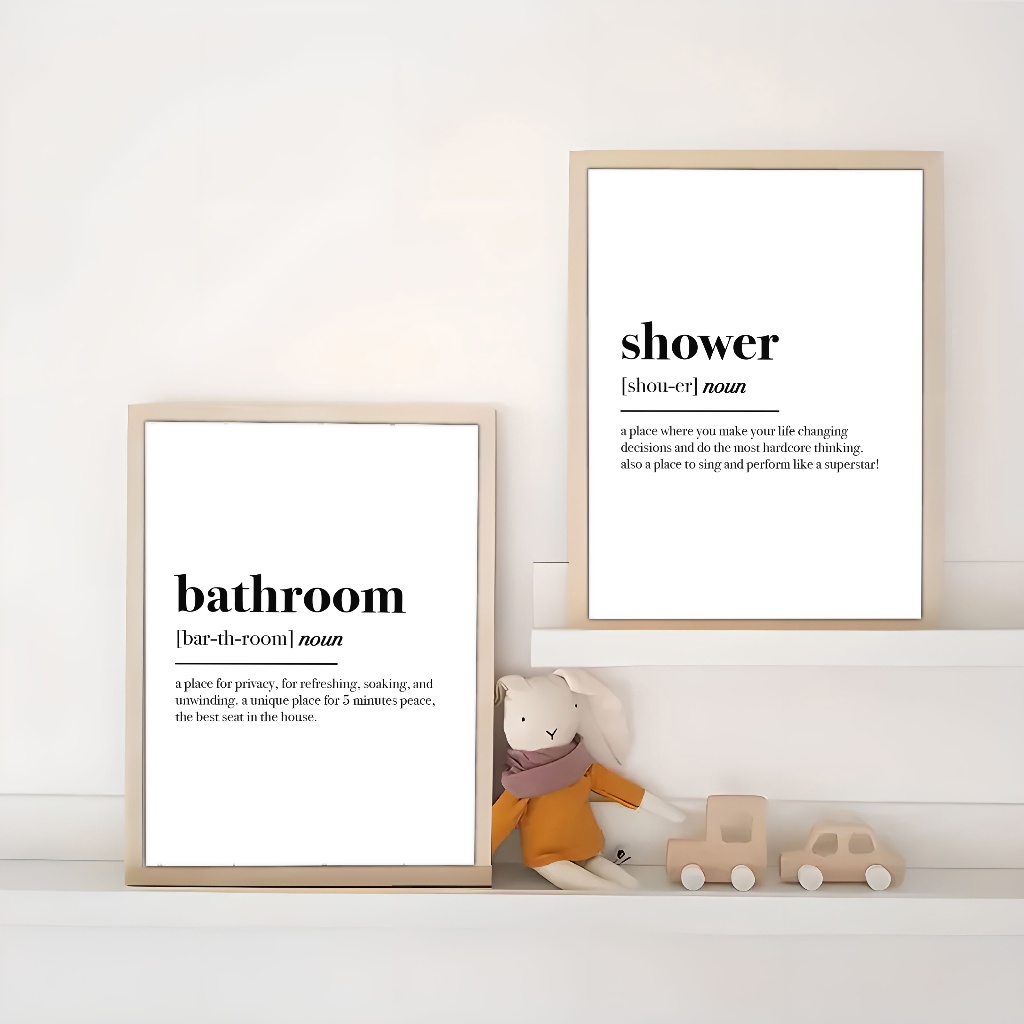 bathroom
[bar-th-room] noun
a place for privacy, for refreshing, soaking, and
unwinding. a unique place for 5 minutes peace,
the best seat in the house.
shower
[shou-er] noun
a place where you make your life changing
decisions and do the most hardcore thinking.
also a place to sing and perform like a superstar!